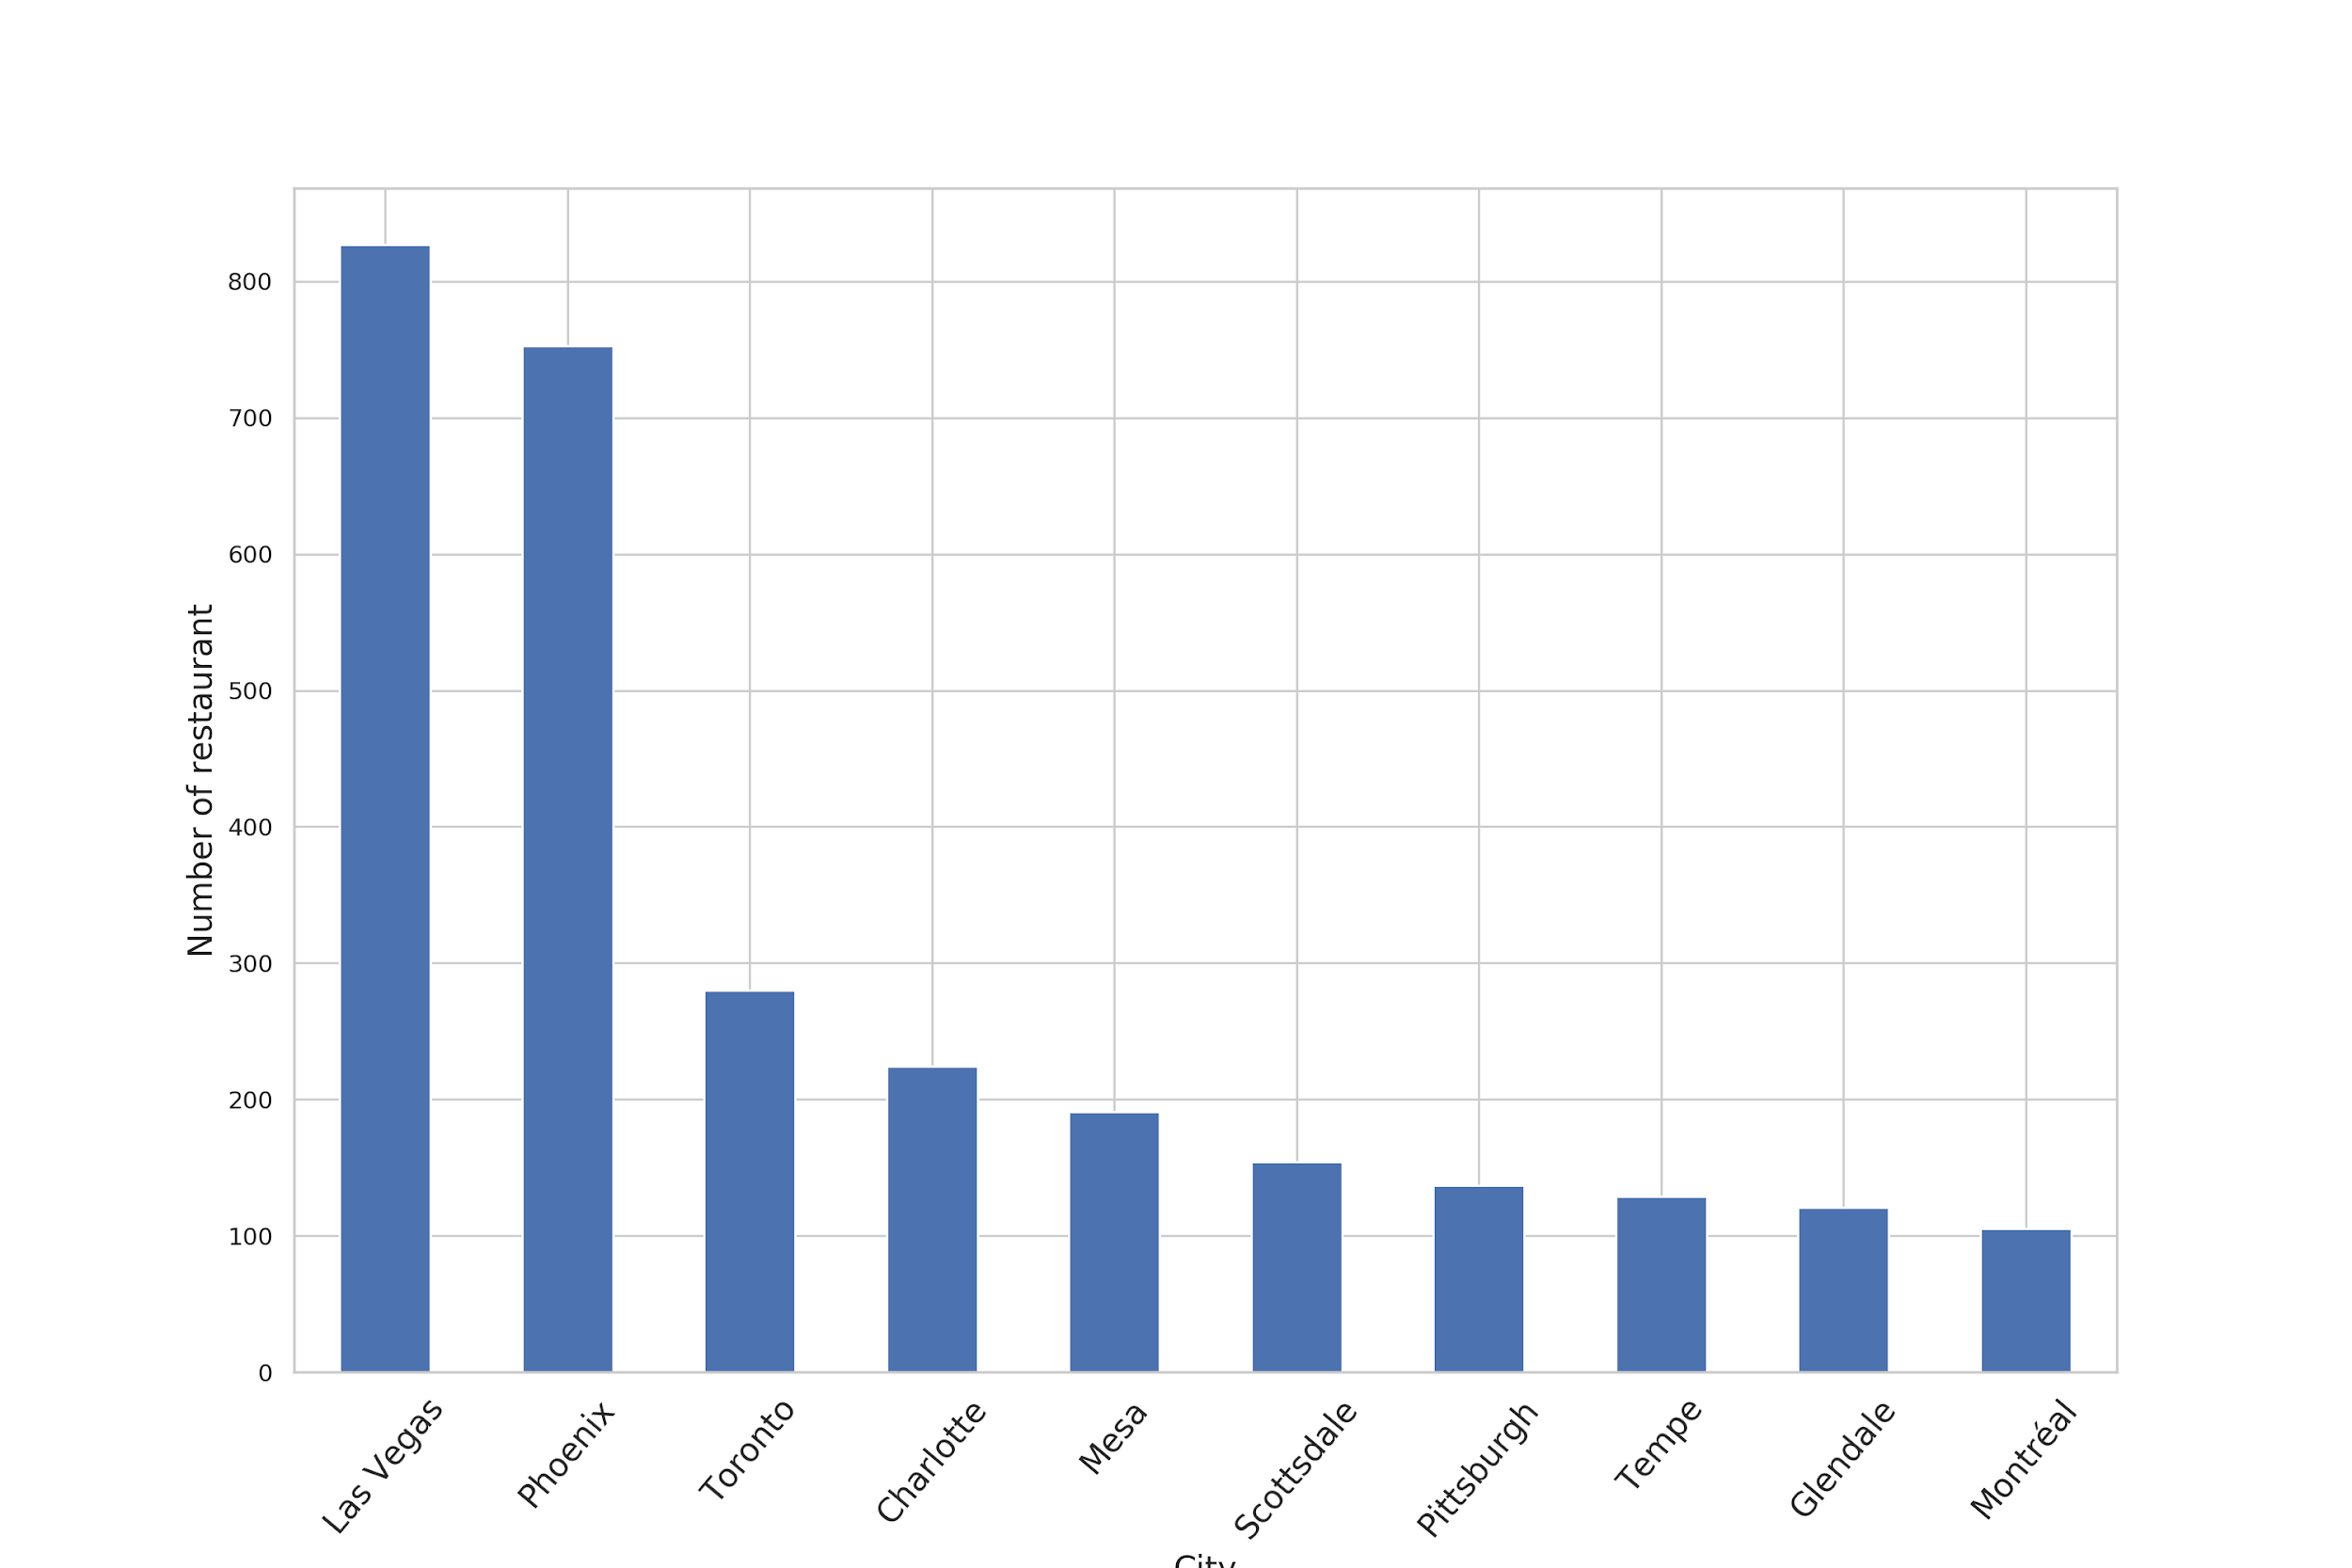 800
700
600
500
400
300
200
100
0
Number of restaurant
Las Vegas
Phoenix
Toronto
Charlotte
Mesa
Scottsdale
Pittsburgh
Tempe
Glendale
Montréal
City